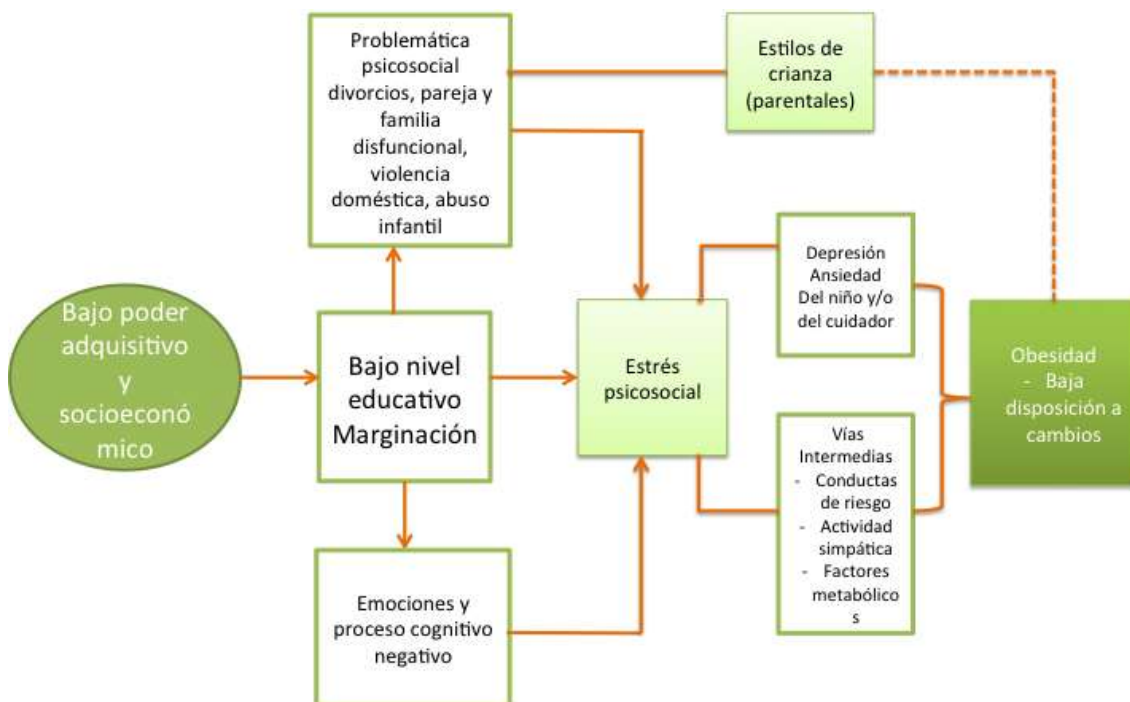 Problemática
psicosocial
divorcios, pareja y
familia
disfuncional,
violencia
doméstica, abuso
infantil
Estilos de
crianza
(parentales)
Bajo poder
adquisitivo
y
socioeconó
mico
Bajo nivel
educativo
Marginación
Estrés
psicosocial
Depresión
Ansiedad
Del niño y/o
del cuidador
Obesidad
- Baja
disposición a
cambios
Vías
Intermedias
- Conductas
de riesgo
- Actividad
simpática
- Factores
metabólico
s
Emociones y
proceso cognitivo
negativo